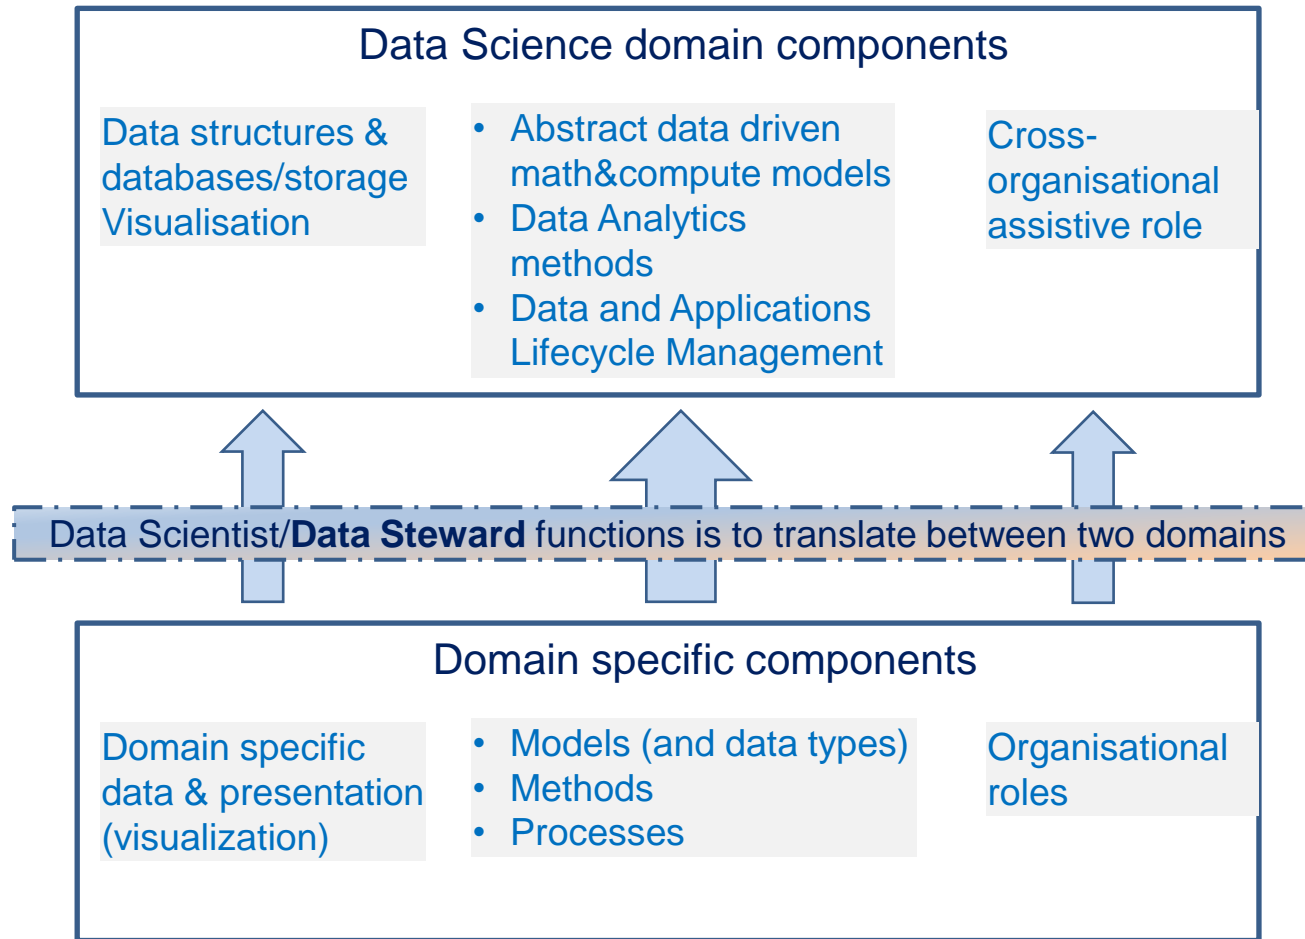 Data Science domain components
Data structures &
databases/storage
Visualisation
• Abstract data driven
math&compute models
• Data Analytics
methods
• Data and Applications
Lifecycle Management
Cross-
organisational
assistive role
Data Scientist/Data Steward functions is to translate between two domains
Domain specific components
Domain specific
data & presentation
(visualization)
• Models (and data types)
• Methods
• Processes
Organisational
roles